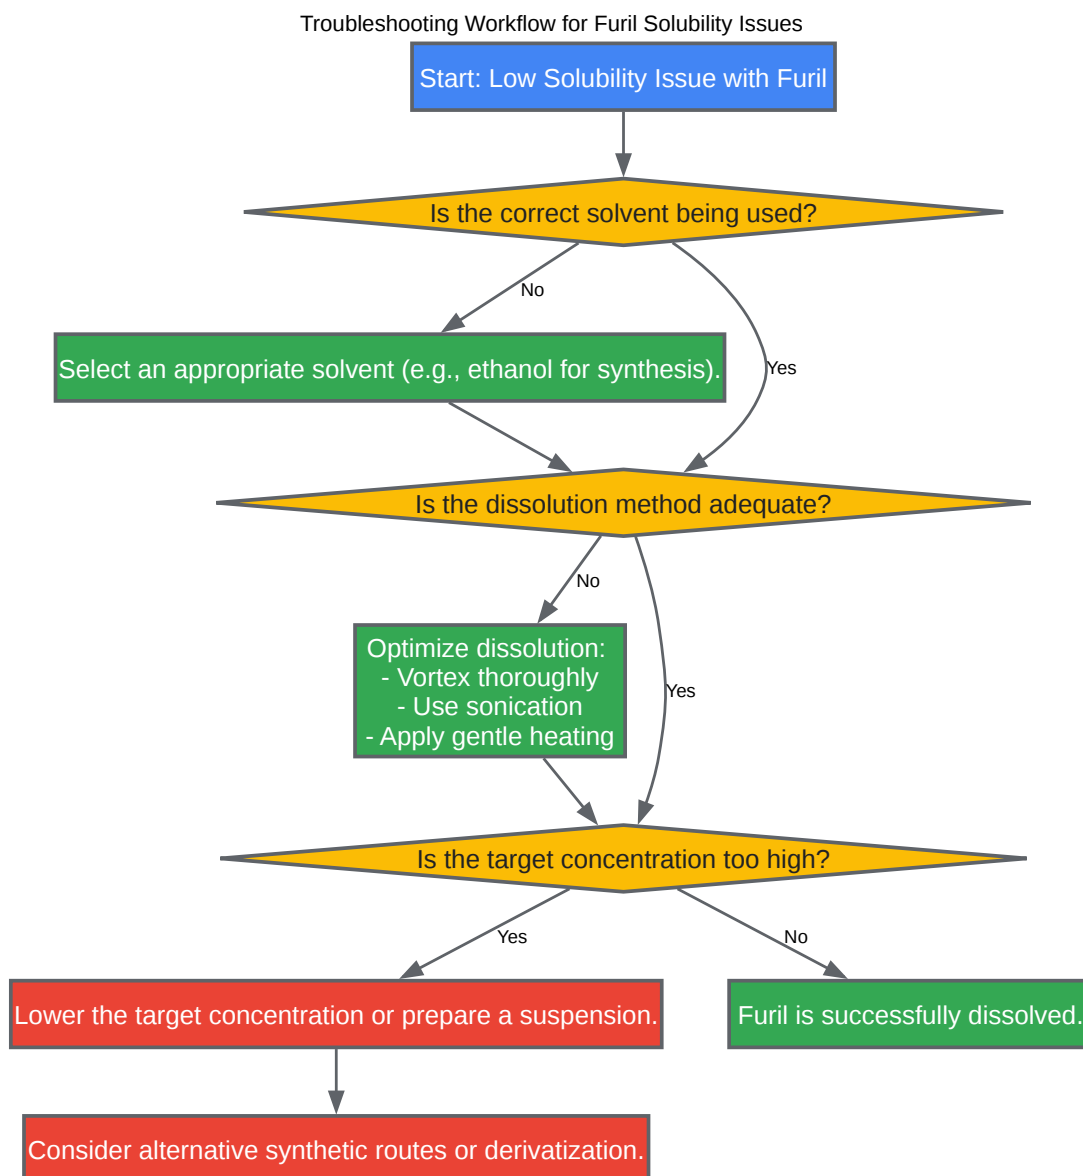 Troubleshooting Workflow for Furil Solubility Issues
Start: Low Solubility Issue with Furil
Is the correct solvent being used?
No
Select an appropriate solvent (e.g., ethanol for synthesis).
Yes
Is the dissolution method adequate?
No
Optimize dissolution:
- Vortex thoroughly
- Use sonication
- Apply gentle heating
Yes
Is the target concentration too high?
Yes
No
Lower the target concentration or prepare a suspension.
Furil is successfully dissolved.
Consider alternative synthetic routes or derivatization.